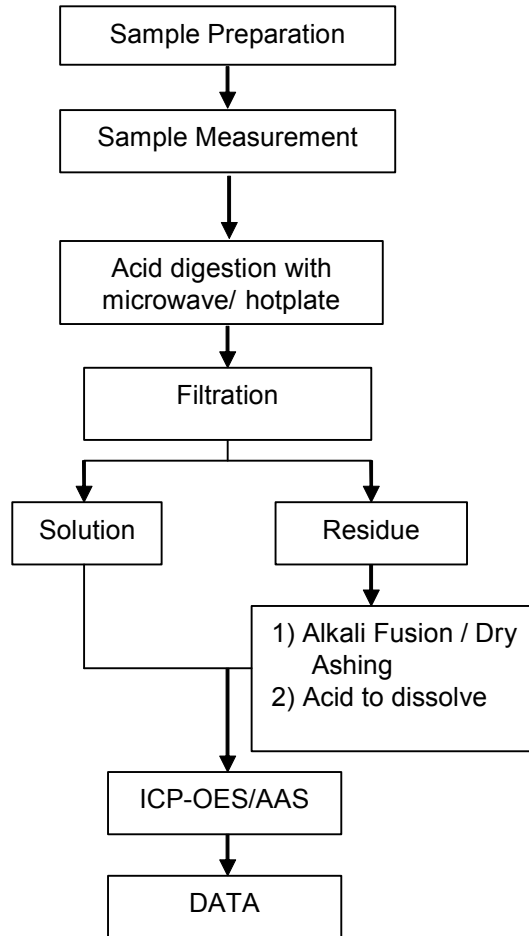 Sample Preparation
Sample Measurement
Acid digestion with
microwave/ hotplate
Filtration
Solution
Residue
1) Alkali Fusion / Dry
Ashing
2) Acid to dissolve
ICP-OES/AAS
DATA